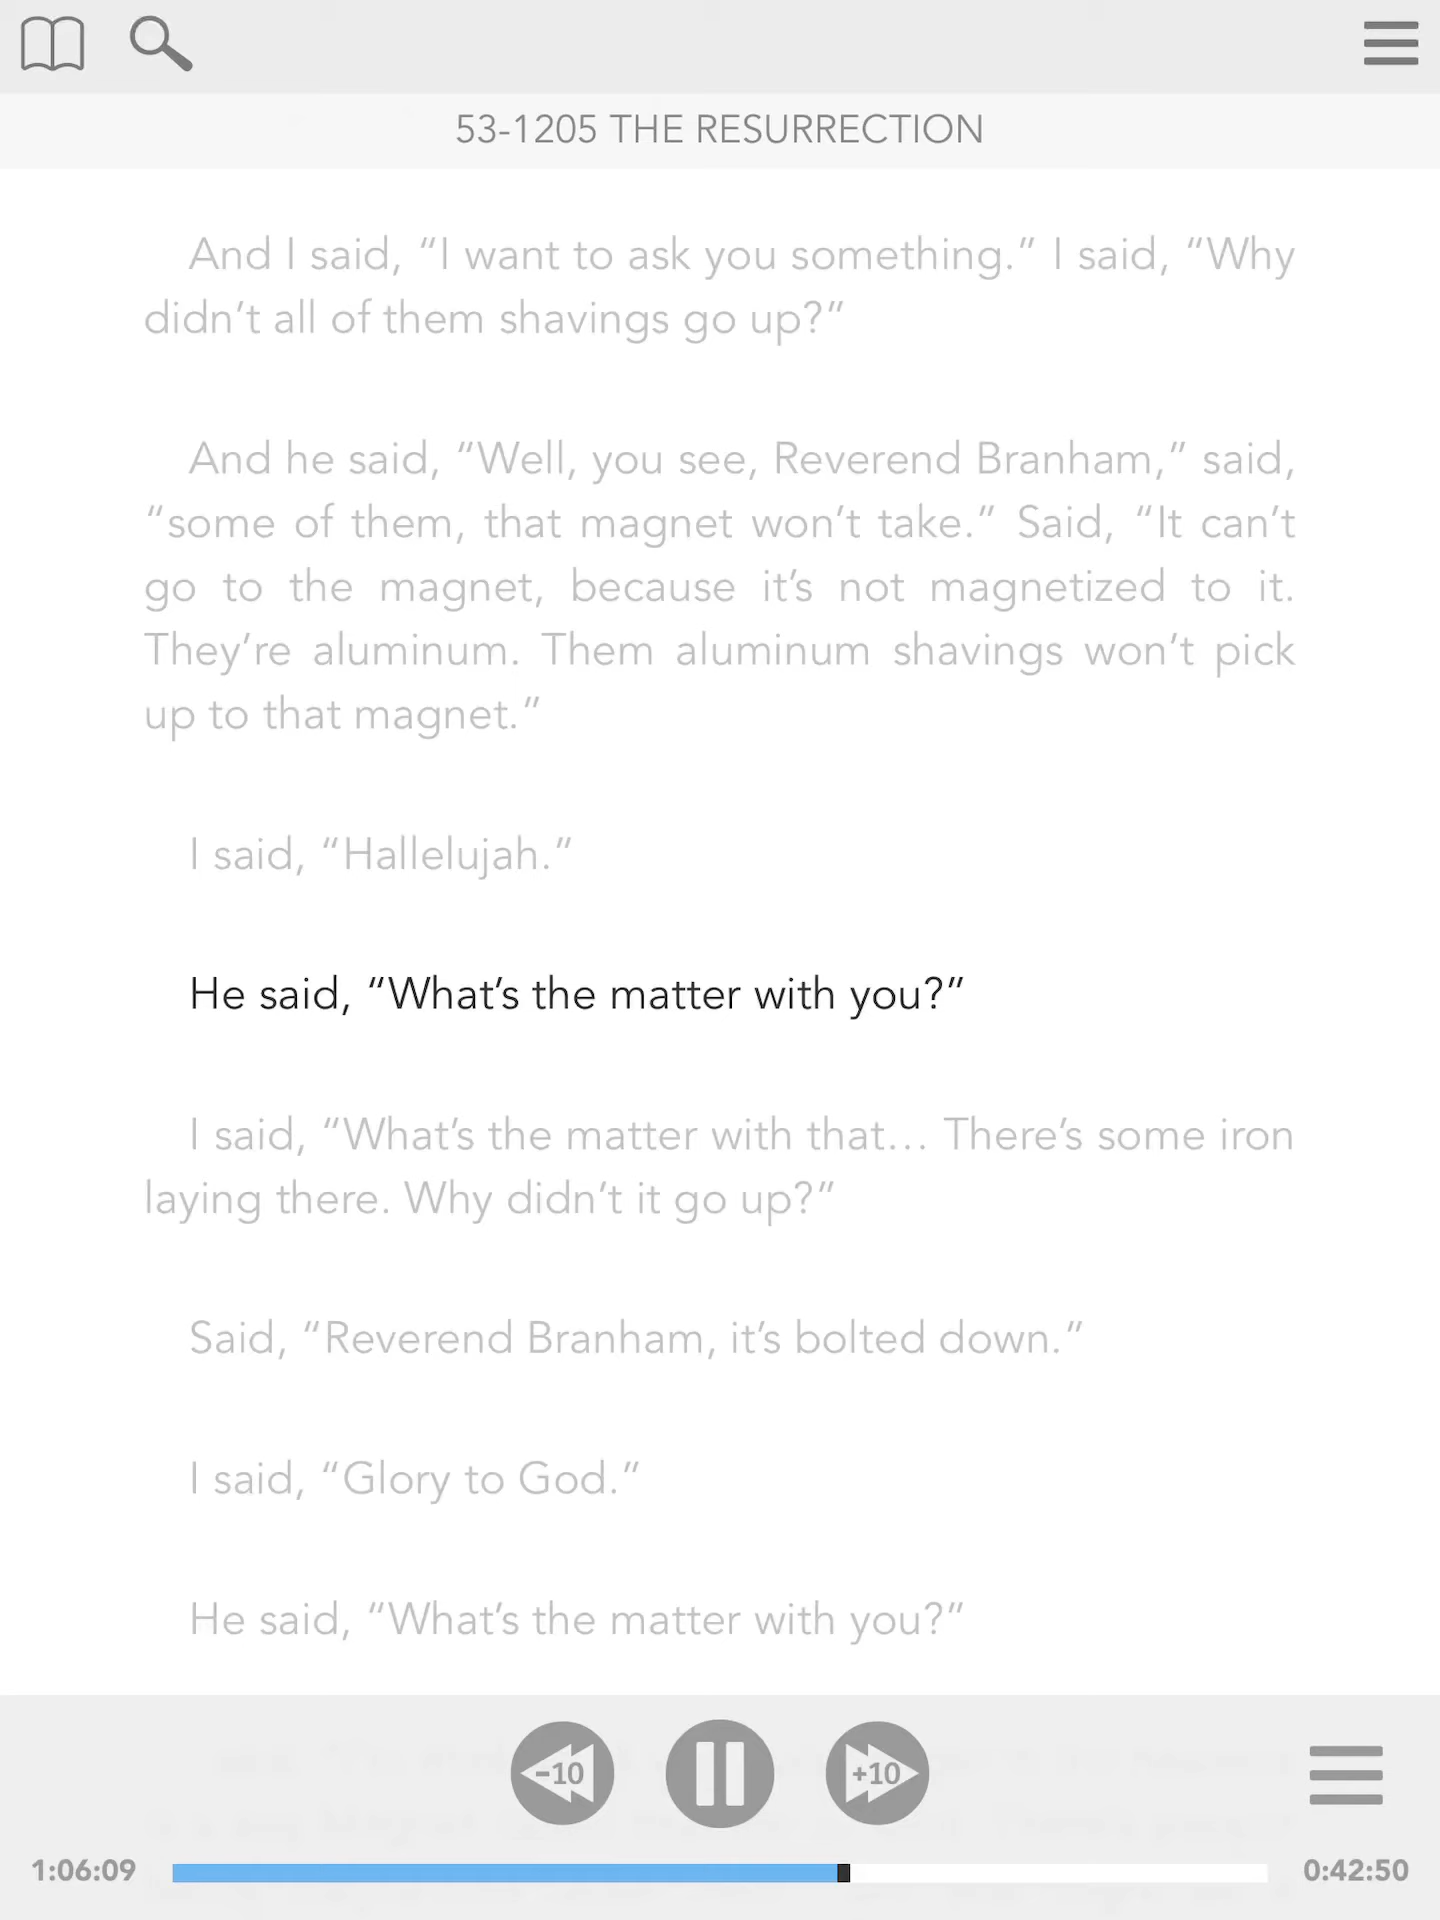 53-1205 THE RESURRECTION
And I said, “I want to ask you something.” I said, “Why
didn’t all of them shavings go up?”
And he said, “Well, you see, Reverend Branham,” said,
“some of them, that magnet won’t take.” Said, “It can’t
go to the magnet, because it’s not magnetized to it.
They’re aluminum. Them aluminum shavings won’t pick
up to that magnet.”
I said, “Hallelujah.”
He said, “What’s the matter with you?”
I said, “What’s the matter with that… There’s some iron
laying there. Why didn’t it go up?”
Said, “Reverend Branham, it’s bolted down.”
I said, “Glory to God.”
He said, “What’s the matter with you?”
-10 +10
1:06:09 0:42:50